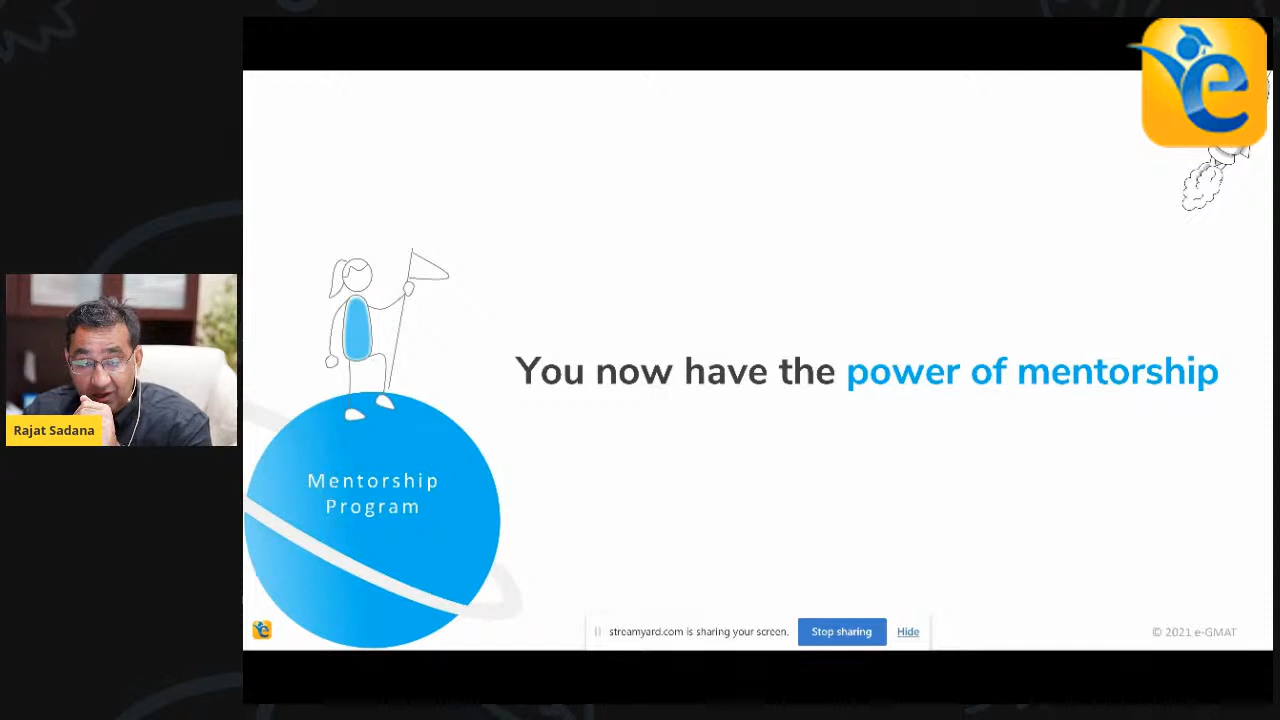 You now have the power of mentorship
Rajat Sadana
Mentorship
Program
streamyard.com is sharing your screen.
Stop sharing
Hide
© 2021 e-GMAT
e
e